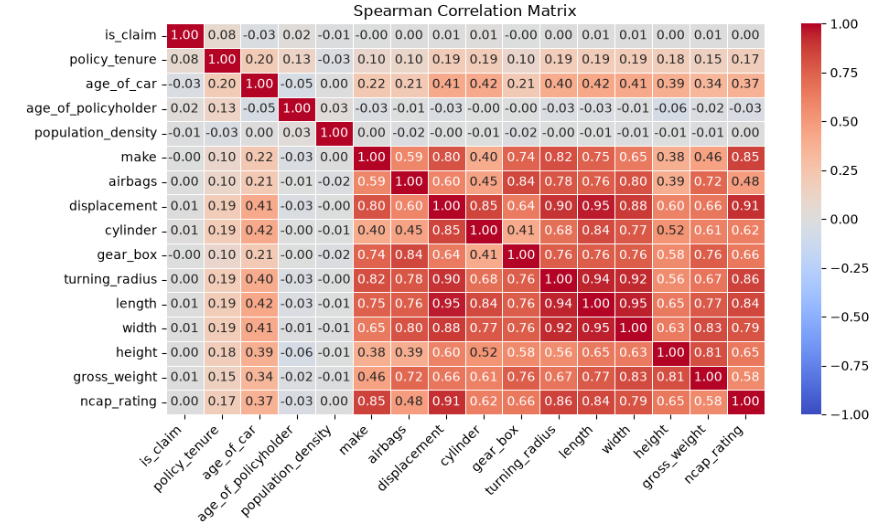 Spearman Correlation Matrix
is_claim 1.00 0.08 -0.03 0.02 -0.01 -0.00 0.00 0.01 0.01 -0.00 0.00 0.01 0.01 0.00 0.01 0.00
policy_tenure 0.08 1.00 0.20 0.13 -0.03 0.10 0.10 0.19 0.19 0.10 0.19 0.19 0.19 0.18 0.15 0.17
age_of_car -0.03 0.20 1.00 -0.05 0.00 0.22 0.21 0.41 0.42 0.21 0.40 0.42 0.41 0.39 0.34 0.37
age_of_policyholder 0.02 0.13 -0.05 1.00 0.03 -0.03 -0.01 -0.03 -0.00 -0.00 -0.03 -0.03 -0.01 -0.06 -0.02 -0.03
population_density -0.01 -0.03 0.00 0.03 1.00 0.00 -0.02 -0.00 -0.01 -0.02 -0.00 -0.01 -0.01 -0.01 -0.01 0.00
make -0.00 0.10 0.22 -0.03 0.00 1.00 0.59 0.80 0.40 0.74 0.82 0.75 0.65 0.38 0.46 0.85
airbags 0.00 0.10 0.21 -0.01 -0.02 0.59 1.00 0.60 0.45 0.84 0.78 0.76 0.80 0.39 0.72 0.48
displacement 0.01 0.19 0.41 -0.03 -0.00 0.80 0.60 1.00 0.85 0.64 0.90 0.95 0.88 0.60 0.66 0.91
cylinder 0.01 0.19 0.42 -0.00 -0.01 0.40 0.45 0.85 1.00 0.41 0.68 0.84 0.77 0.52 0.61 0.62
gear_box -0.00 0.10 0.21 -0.00 -0.02 0.74 0.84 0.64 0.41 1.00 0.76 0.76 0.76 0.58 0.76 0.66
turning_radius 0.00 0.19 0.40 -0.03 -0.00 0.82 0.78 0.90 0.68 0.76 1.00 0.94 0.92 0.56 0.67 0.86
length 0.01 0.19 0.42 -0.03 -0.01 0.75 0.76 0.95 0.84 0.76 0.94 1.00 0.95 0.65 0.77 0.84
width 0.01 0.19 0.41 -0.01 -0.01 0.65 0.80 0.88 0.77 0.76 0.92 0.95 1.00 0.63 0.83 0.79
height 0.00 0.18 0.39 -0.06 -0.01 0.38 0.39 0.60 0.52 0.58 0.56 0.65 0.63 1.00 0.81 0.65
gross_weight 0.01 0.15 0.34 -0.02 -0.01 0.46 0.72 0.66 0.61 0.76 0.67 0.77 0.83 0.81 1.00 0.58
ncap_rating 0.00 0.17 0.37 -0.03 0.00 0.85 0.48 0.91 0.62 0.66 0.86 0.84 0.79 0.65 0.58 1.00
is_claim
policy_tenure
age_of_car
age_of_policyholder
population_density
make
airbags
displacement
cylinder
gear_box
turning_radius
length
width
height
gross_weight
ncap_rating
1.00
0.75
0.50
0.25
0.00
−0.25
−0.50
−0.75
−1.00